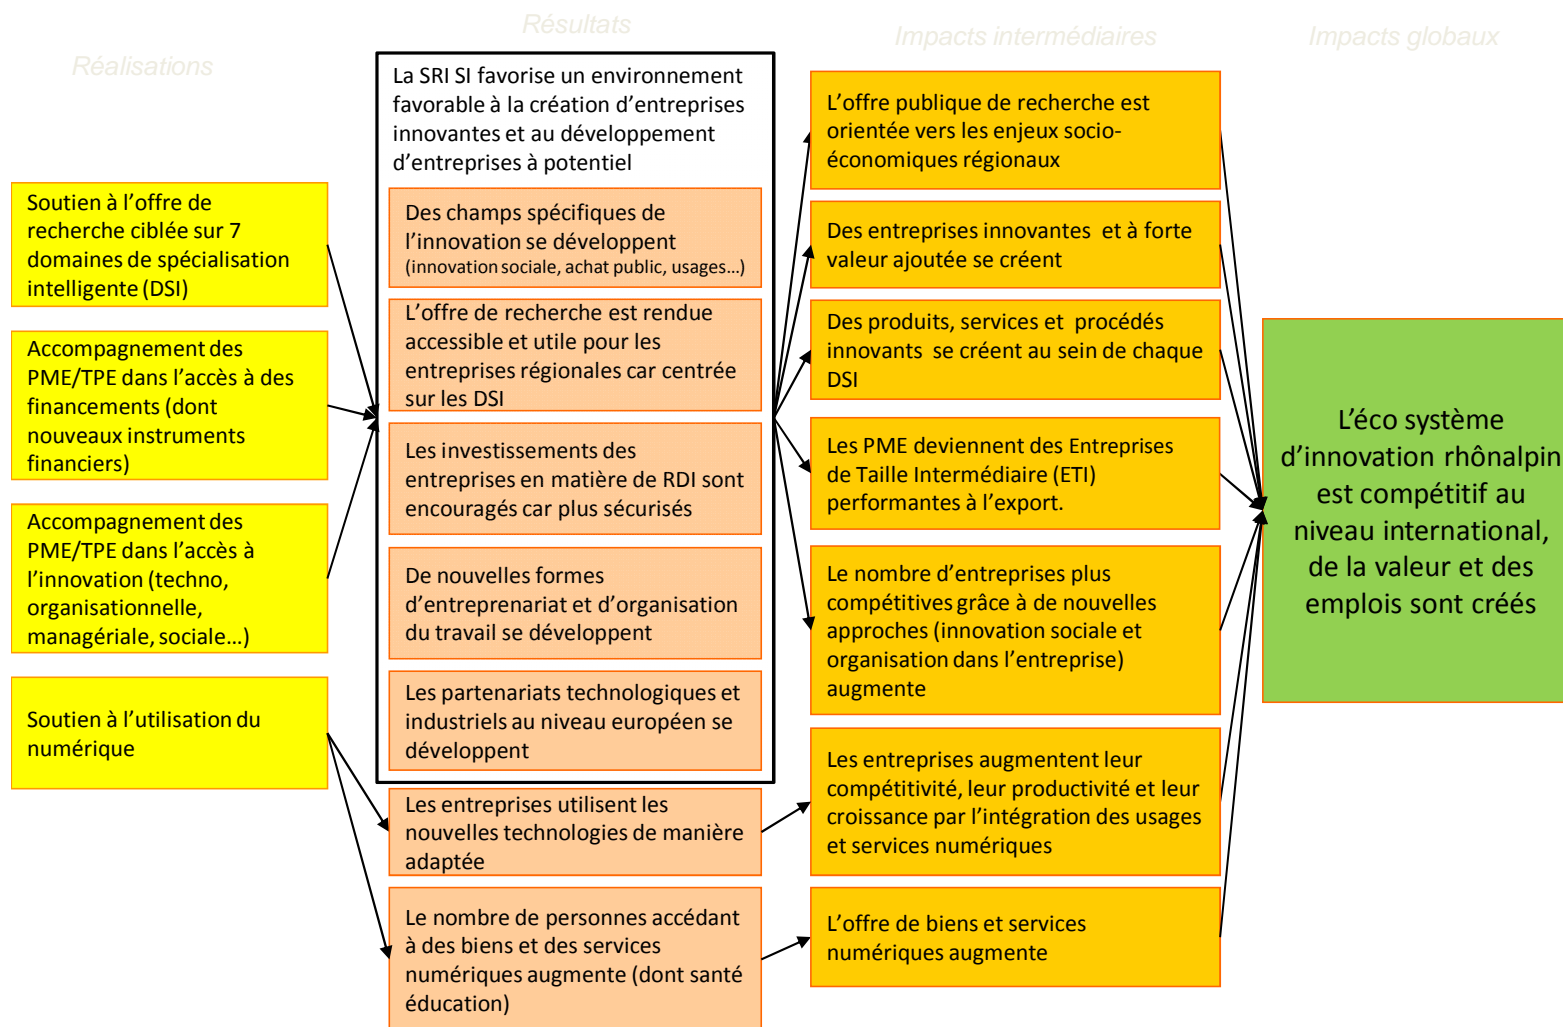 Réalisations
Résultats
Impacts intermédiaires
Impacts globaux
Soutien à l’offre de
recherche ciblée sur 7
domaines de spécialisation
intelligente (DSI)
Accompagnement des
PME/TPE dans l’accès à des
financements (dont
nouveaux instruments
financiers)
Accompagnement des
PME/TPE dans l’accès à
l’innovation (techno,
organisationnelle,
managériale, sociale…)
Soutien à l’utilisation du
numérique
La SRI SI favorise un environnement
favorable à la création d’entreprises
innovantes et au développement
d’entreprises à potentiel
Des champs spécifiques de
l’innovation se développent
(innovation sociale, achat public, usages…)
L’offre de recherche est rendue
accessible et utile pour les
entreprises régionales car centrée
sur les DSI
Les investissements des
entreprises en matière de RDI sont
encouragés car plus sécurisés
De nouvelles formes
d’entreprenariat et d’organisation
du travail se développent
Les partenariats technologiques et
industriels au niveau européen se
développent
Les entreprises utilisent les
nouvelles technologies de manière
adaptée
Le nombre de personnes accédant
à des biens et des services
numériques augmente (dont santé
éducation)
L’offre publique de recherche est
orientée vers les enjeux socio-
économiques régionaux
Des entreprises innovantes et à forte
valeur ajoutée se créent
Des produits, services et procédés
innovants se créent au sein de chaque
DSI
Les PME deviennent des Entreprises
de Taille Intermédiaire (ETI)
performantes à l’export.
Le nombre d’entreprises plus
compétitives grâce à de nouvelles
approches (innovation sociale et
organisation dans l’entreprise)
augmente
Les entreprises augmentent leur
compétitivité, leur productivité et leur
croissance par l’intégration des usages
et services numériques
L’offre de biens et services
numériques augmente
L’éco système
d’innovation rhônalpin
est compétitif au
niveau international,
de la valeur et des
emplois sont créés